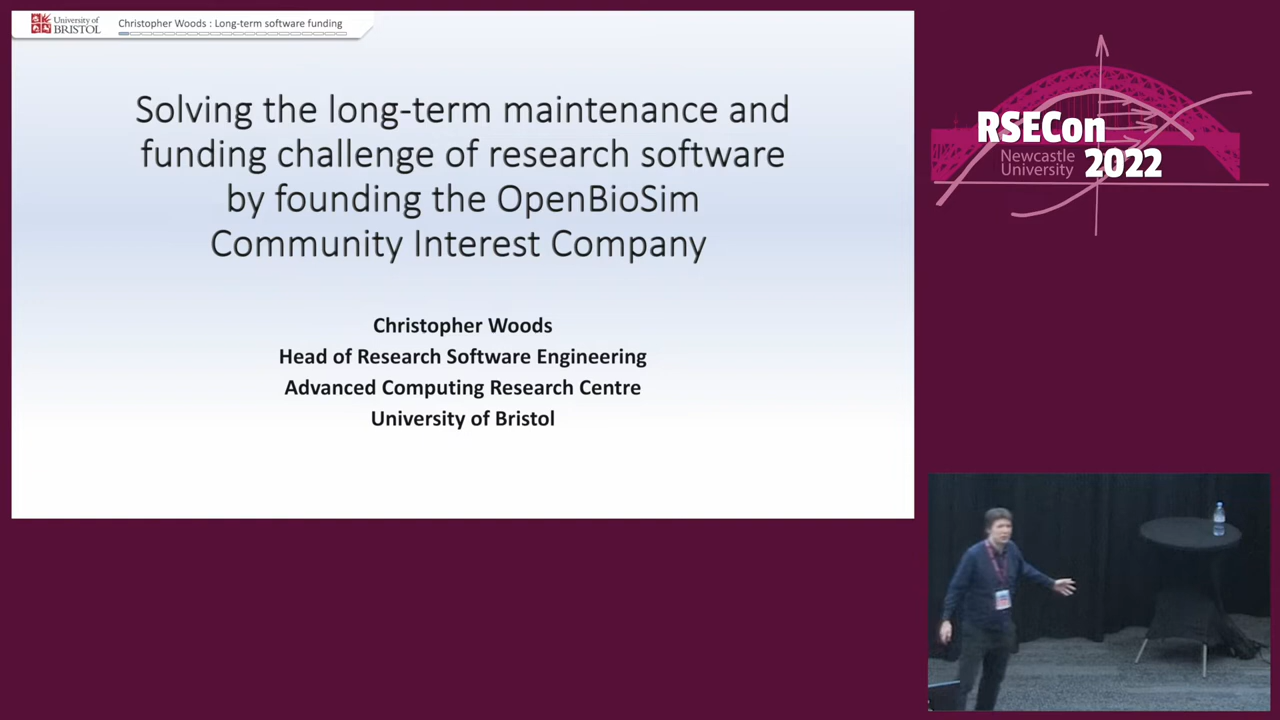 University of
BRISTOL
Christopher Woods : Long-term software funding
Solving the long-term maintenance and
funding challenge of research software
by founding the OpenBioSim
Community Interest Company
Christopher Woods
Head of Research Software Engineering
Advanced Computing Research Centre
University of Bristol
RSECon
Newcastle
University
2022